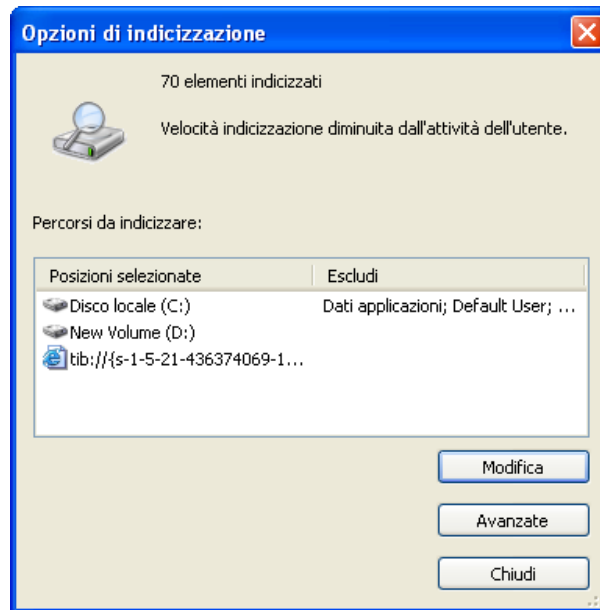 Opzioni di indicizzazione
70 elementi indicizzati
Velocità indicizzazione diminuita dall'attività dell'utente.
Percorsi da indicizzare:
Posizioni selezionate Escludi
Disco locale (C:) Dati applicazioni; Default User; ...
New Volume (D:)
tib://{s-1-5-21-436374069-1...
Modifica
Avanzate
Chiudi